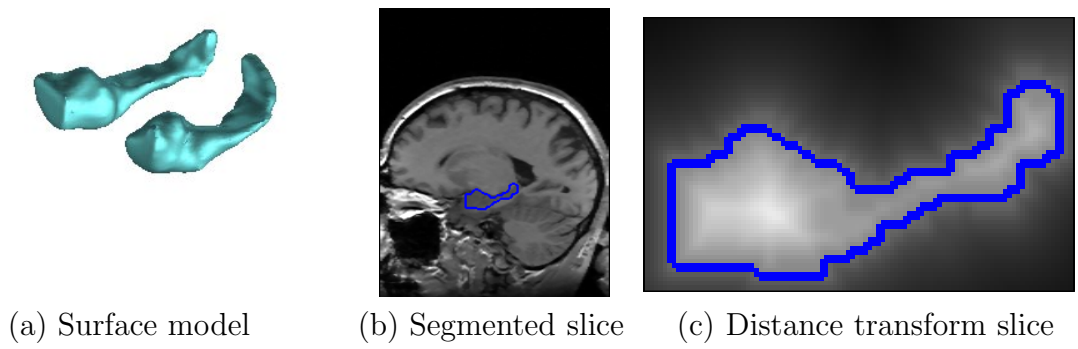 (a) Surface model
(b) Segmented slice
(c) Distance transform slice